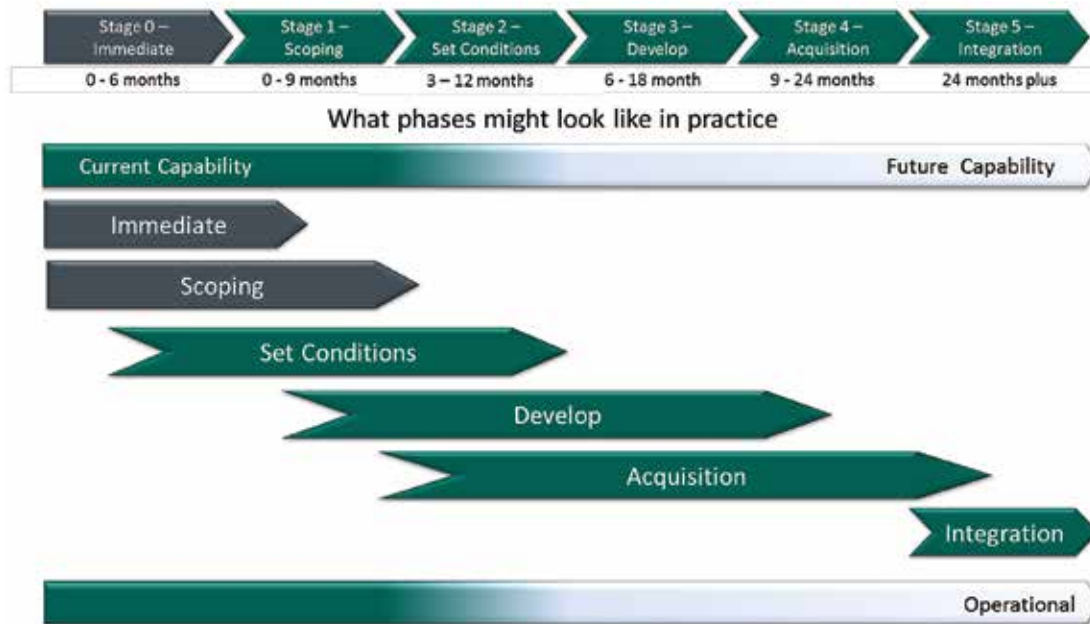 Stage 0 –
Immediate
Stage 1 –
Scoping
Stage 2 –
Set Conditions
Stage 3 –
Develop
Stage 4 –
Acquisition
Stage 5 –
Integration
0 - 6 months
0 - 9 months
3 – 12 months
6 - 18 month
9 - 24 months
24 months plus
What phases might look like in practice
Current Capability
Future Capability
Immediate
Scoping
Set Conditions
Develop
Acquisition
Integration
Operational